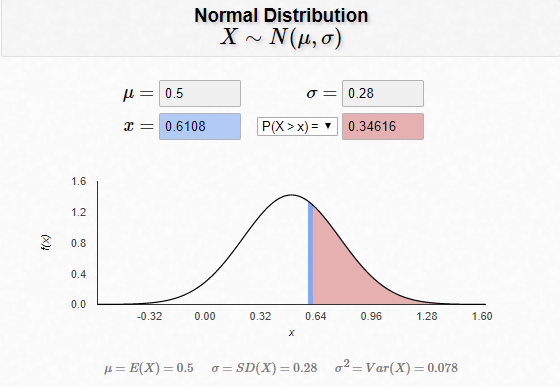 Normal Distribution
X ~ N(μ, σ)
μ = 0.5 σ = 0.28
x = 0.6108 P(X > x) = ▼ 0.34616
1.6
1.2
0.8
0.4
0.0
f(x)
-0.32 0.00 0.32 0.64 0.96 1.28 1.60
x
μ = E(X) = 0.5 σ = SD(X) = 0.28 σ² = Var(X) = 0.078